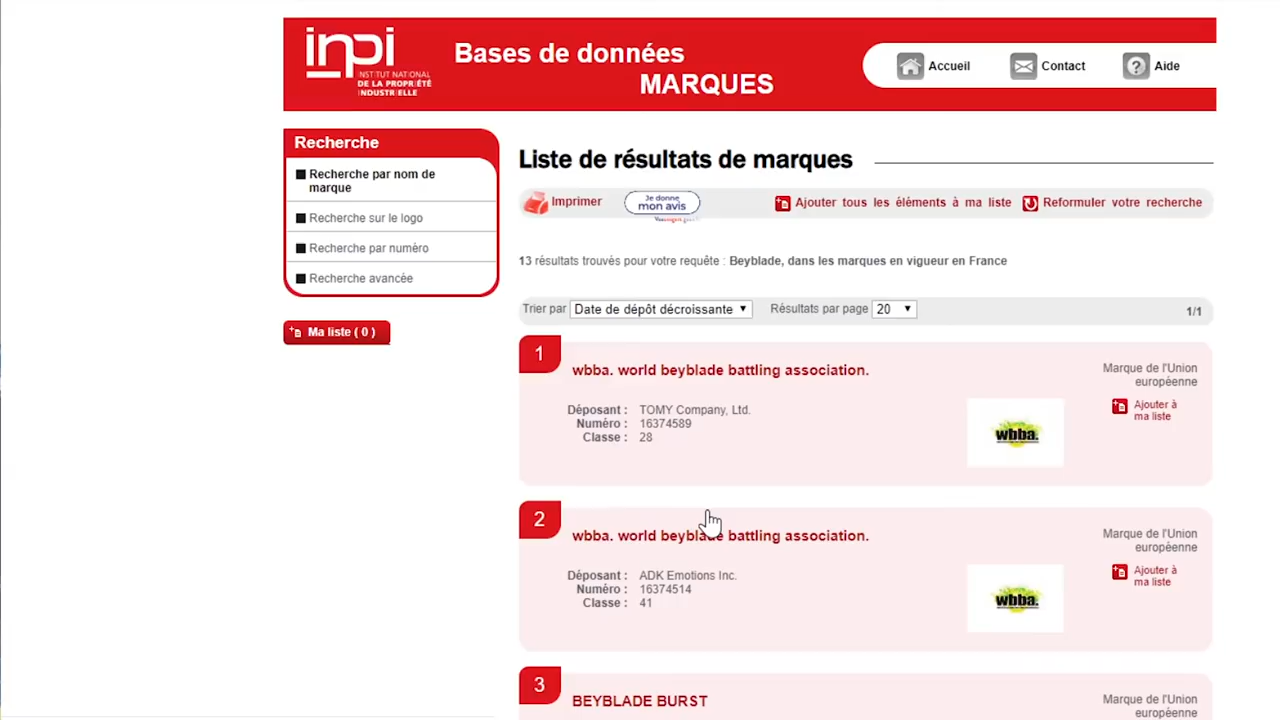 inpi
INSTITUT NATIONAL
DE LA PROPRIÉTÉ
INDUSTRIELLE
Bases de données
MARQUES
Accueil
Contact
Aide
Recherche
Recherche par nom de
marque
Recherche sur le logo
Recherche par numéro
Recherche avancée
Ma liste ( 0 )
Liste de résultats de marques
Imprimer
Je donne
mon avis
Ajouter tous les éléments à ma liste
Reformuler votre recherche
13 résultats trouvés pour votre requête : Beyblade, dans les marques en vigueur en France
Trier par Date de dépôt décroissante Résultats par page 20 1/1
1
wbba. world beyblade battling association.
Marque de l'Union
européenne
Déposant : TOMY Company, Ltd.
Numéro : 16374589
Classe : 28
wbba.
Ajouter à
ma liste
2
wbba. world beyblade battling association.
Marque de l'Union
européenne
Déposant : ADK Emotions Inc.
Numéro : 16374514
Classe : 41
wbba.
Ajouter à
ma liste
3
BEYBLADE BURST
Marque de l'Union
européenne